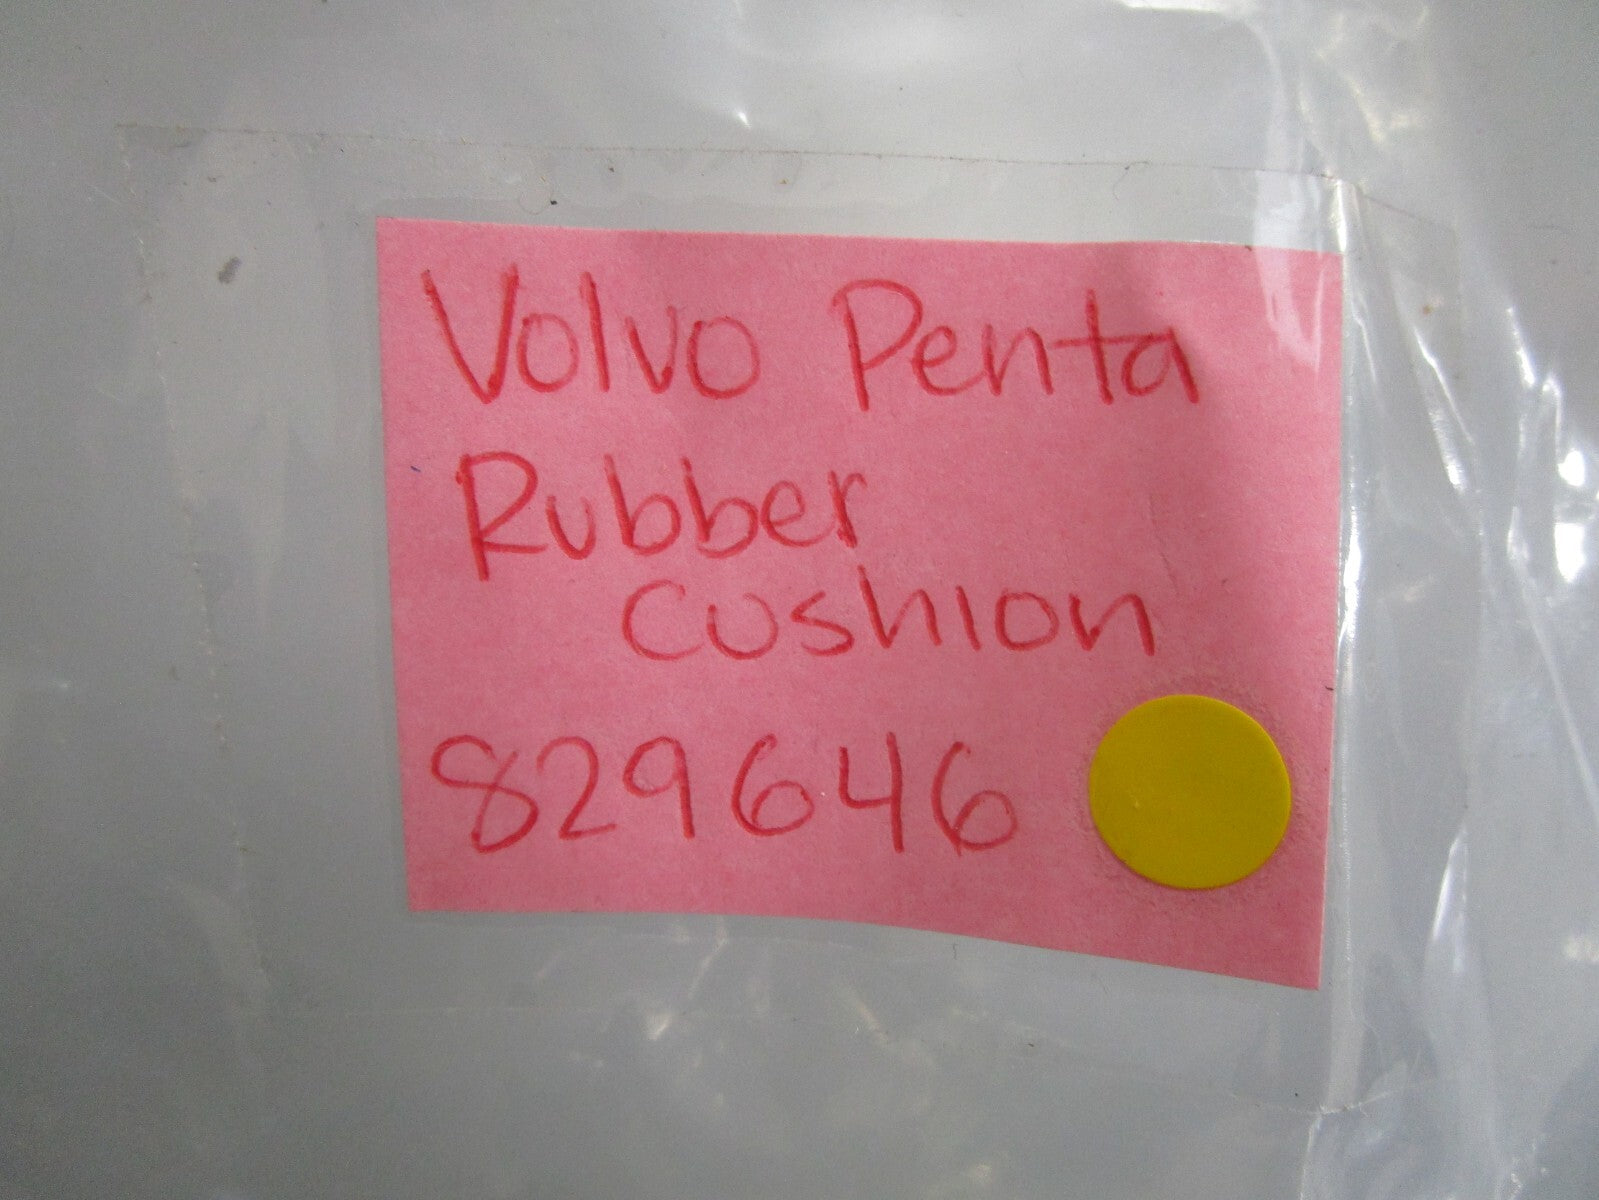 Volvo Penta
Rubber
Cushion
829646